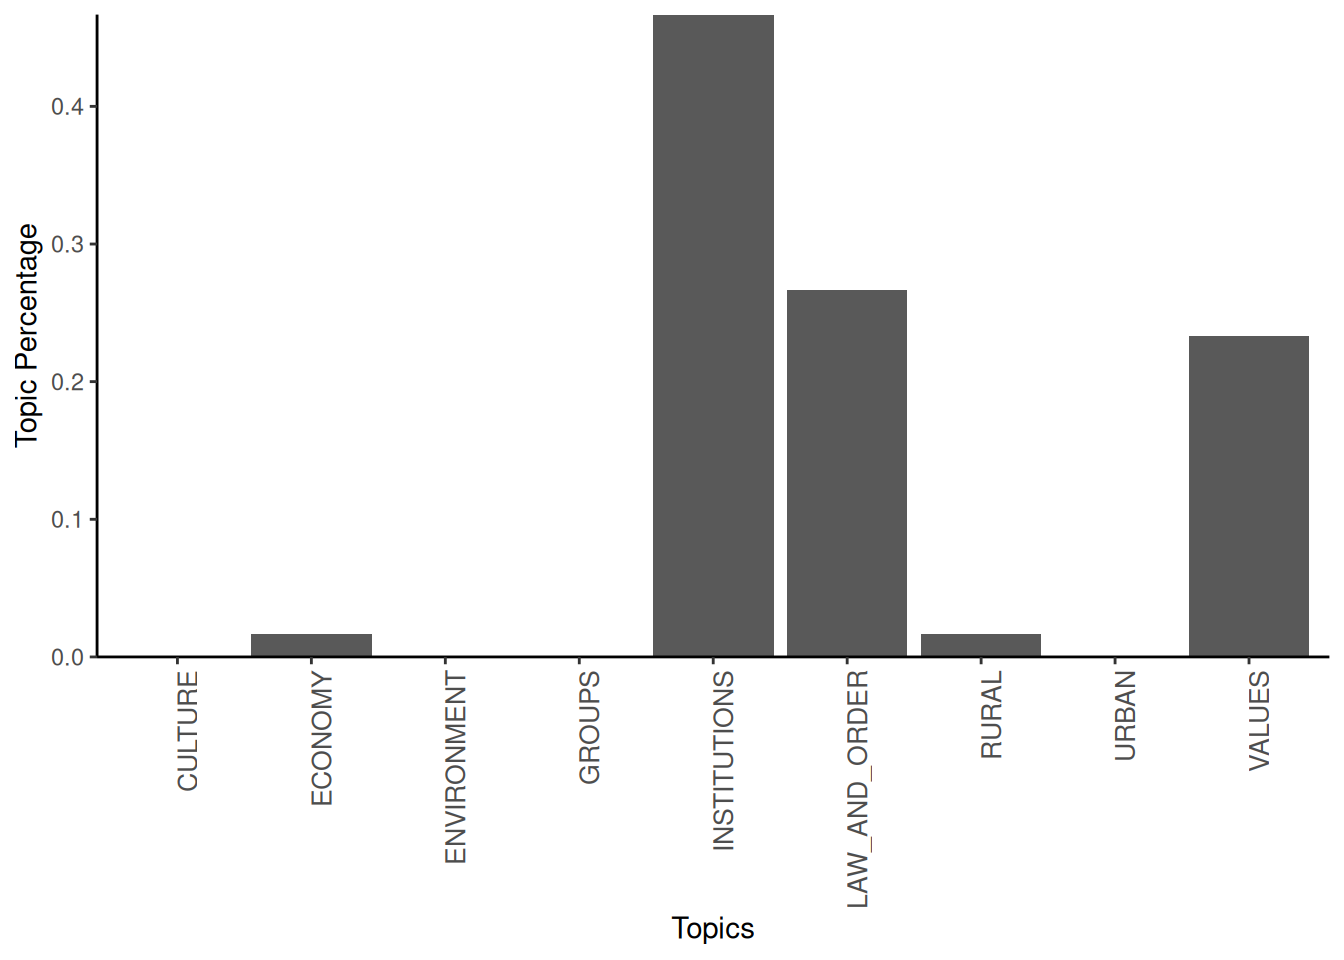 Topic Percentage
0.4
0.3
0.2
0.1
0.0
CULTURE
ECONOMY
ENVIRONMENT
GROUPS
INSTITUTIONS
LAW_AND_ORDER
RURAL
URBAN
VALUES
Topics